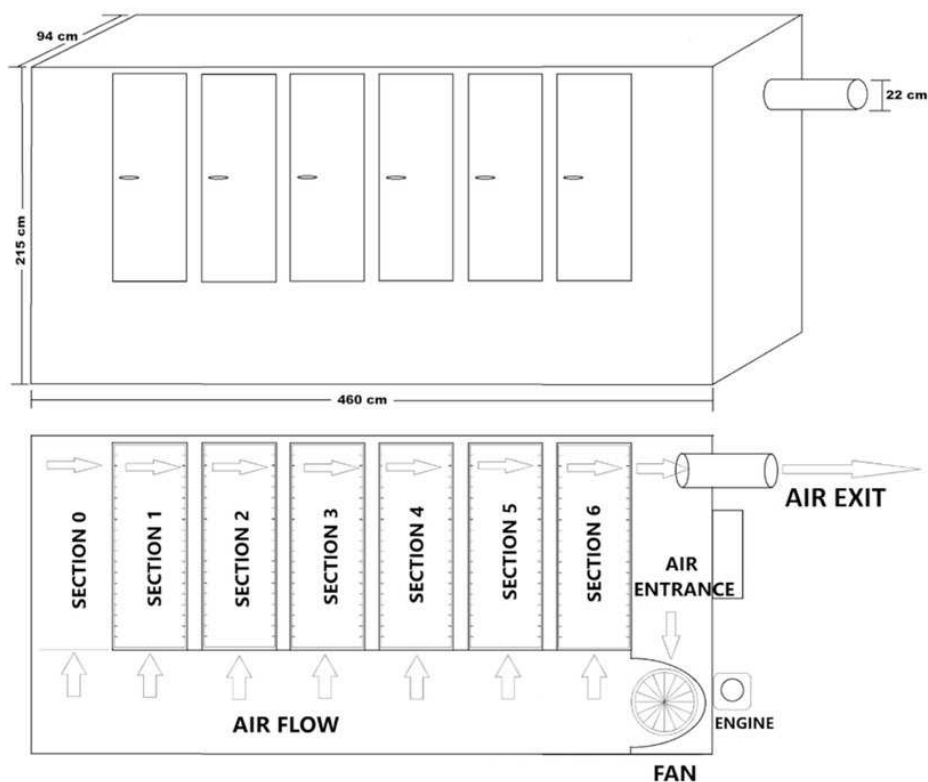 94 cm
22 cm
215 cm
460 cm
SECTION 0
SECTION 1
SECTION 2
SECTION 3
SECTION 4
SECTION 5
SECTION 6
AIR EXIT
AIR
ENTRANCE
AIR FLOW
ENGINE
FAN